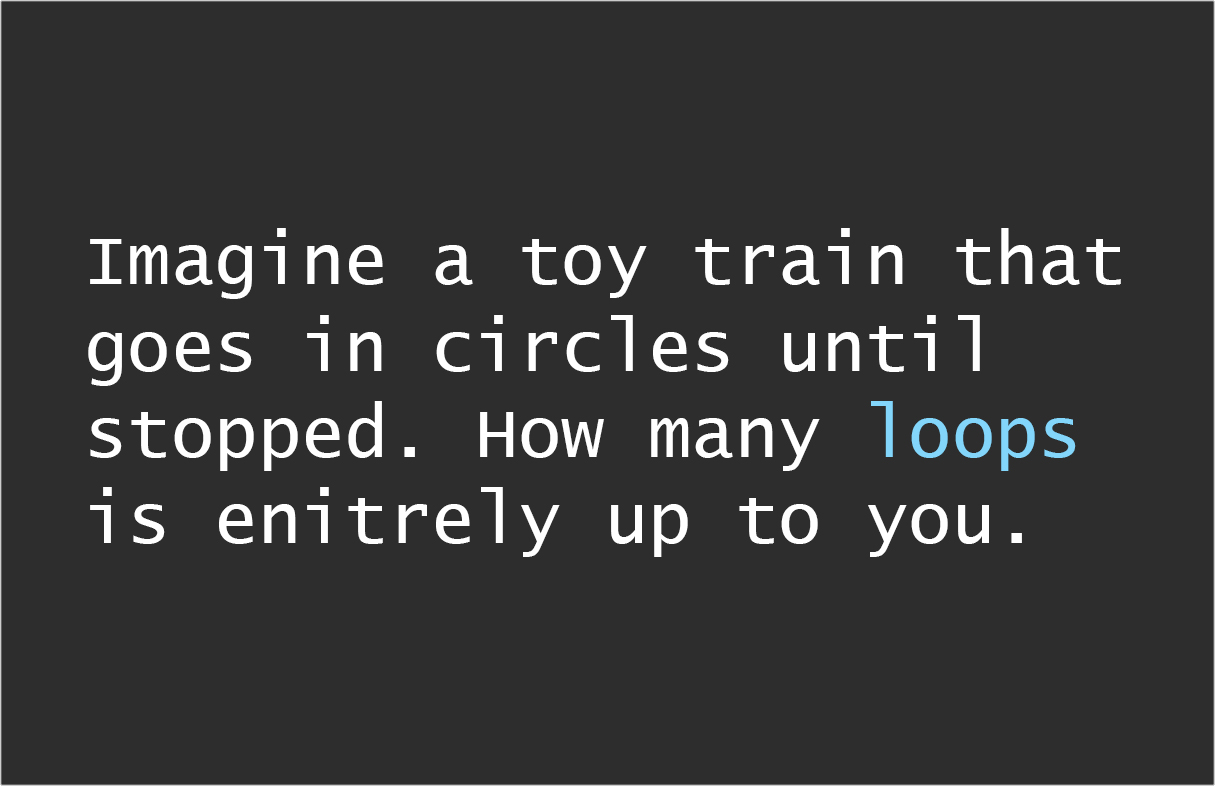 Imagine a toy train that
goes in circles until
stopped. How many loops
is enitrely up to you.